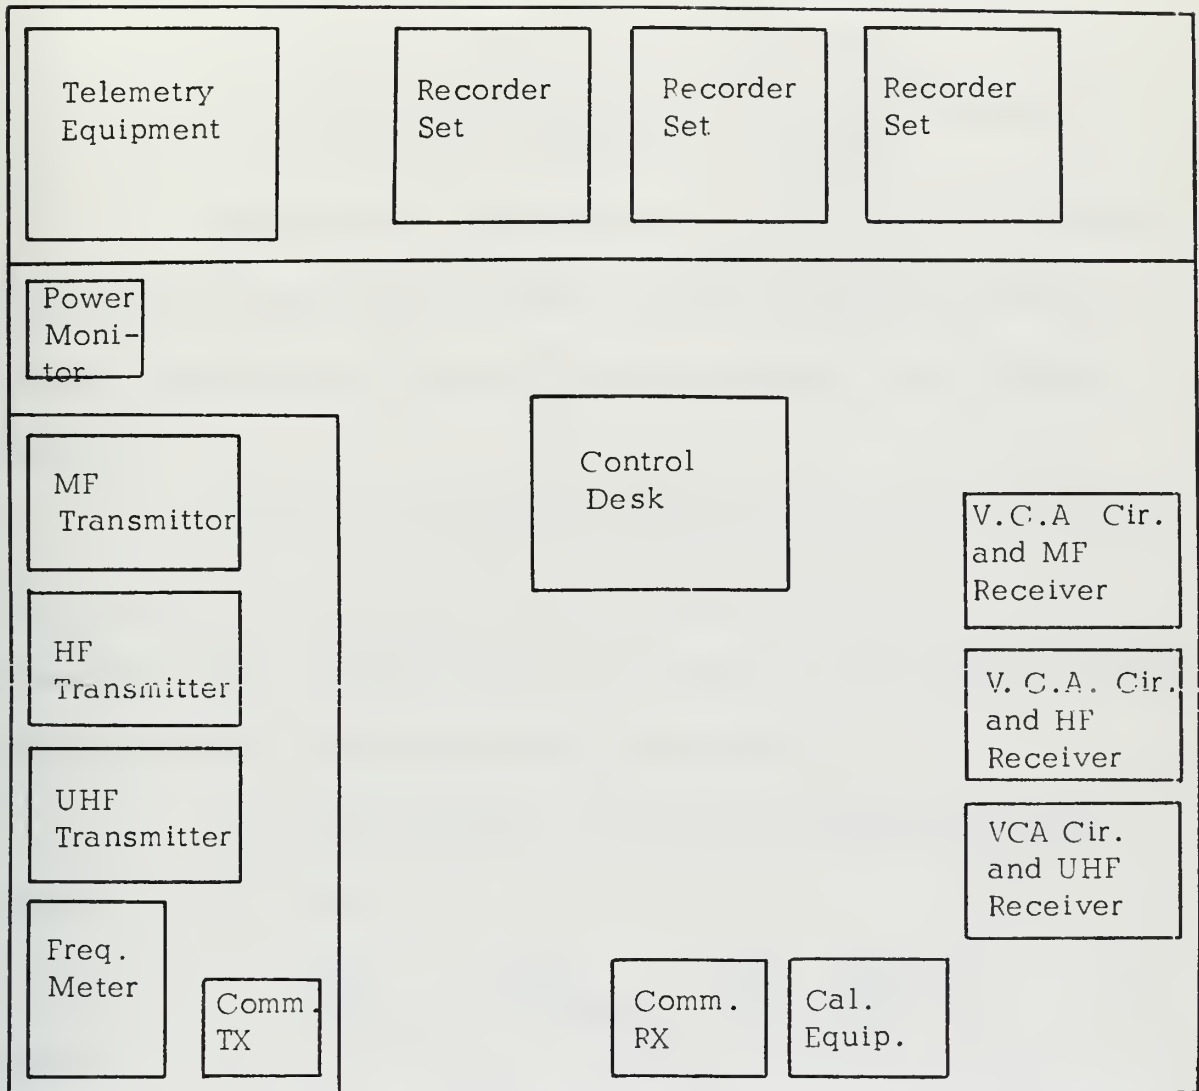 Telemetry
Equipment
Recorder
Set
Recorder
Set
Recorder
Set
Power
Moni-
tor
Control
Desk
MF
Transmittor
HF
Transmitter
UHF
Transmitter
Freq.
Meter
Comm.
TX
V.C.A Cir.
and MF
Receiver
V.C.A. Cir.
and HF
Receiver
VCA Cir.
and UHF
Receiver
Comm.
RX
Cal.
Equip.